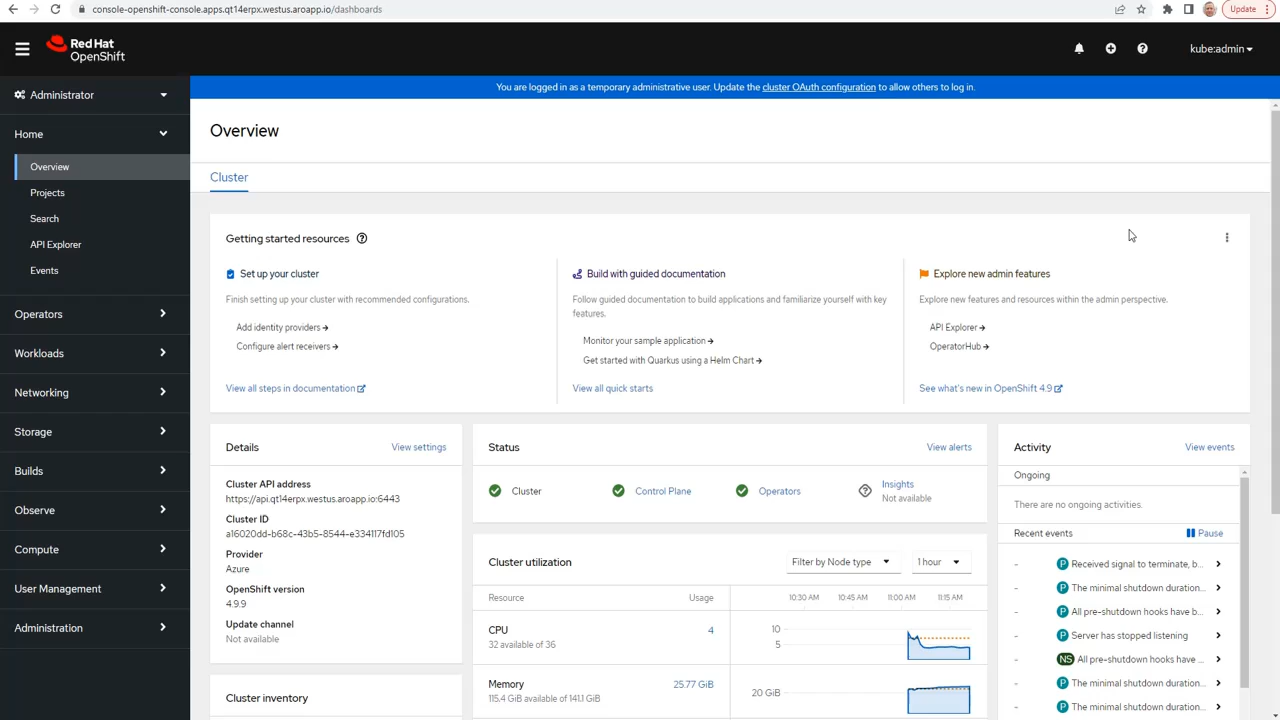 console-openshift-console.apps.qt14erpx.westus.aroapp.io/dashboards
Update
Red Hat
OpenShift
kube:admin
Administrator
You are logged in as a temporary administrative user. Update the cluster OAuth configuration to allow others to log in.
Home
Overview
Projects
Search
API Explorer
Events
Operators
Workloads
Networking
Storage
Builds
Observe
Compute
User Management
Administration
Overview
Cluster
Getting started resources
Set up your cluster
Finish setting up your cluster with recommended configurations.
Add identity providers
Configure alert receivers
View all steps in documentation
Build with guided documentation
Follow guided documentation to build applications and familiarize yourself with key
features.
Monitor your sample application
Get started with Quarkus using a Helm Chart
View all quick starts
Explore new admin features
Explore new features and resources within the admin perspective.
API Explorer
OperatorHub
See what's new in OpenShift 4.9
Details
View settings
Cluster API address
https://api.qt14erpx.westus.aroapp.io:6443
Cluster ID
a16020dd-b68c-43b5-8544-e334117fd105
Provider
Azure
OpenShift version
4.9.9
Update channel
Not available
Cluster inventory
Status
View alerts
Cluster
Control Plane
Operators
Insights
Not available
Cluster utilization
Filter by Node type
1 hour
Resource
Usage
10:30 AM
10:45 AM
11:00 AM
11:15 AM
CPU
4
32 available of 36
10
5
Memory
25.77 GiB
115.4 GiB available of 141.1 GiB
20 GiB
Activity
View events
Ongoing
There are no ongoing activities.
Recent events
Pause
- P Received signal to terminate, b...
- P The minimal shutdown duration...
- P All pre-shutdown hooks have b...
- P Server has stopped listening
- NS All pre-shutdown hooks have ...
- P The minimal shutdown duration...
- P The minimal shutdown duration...